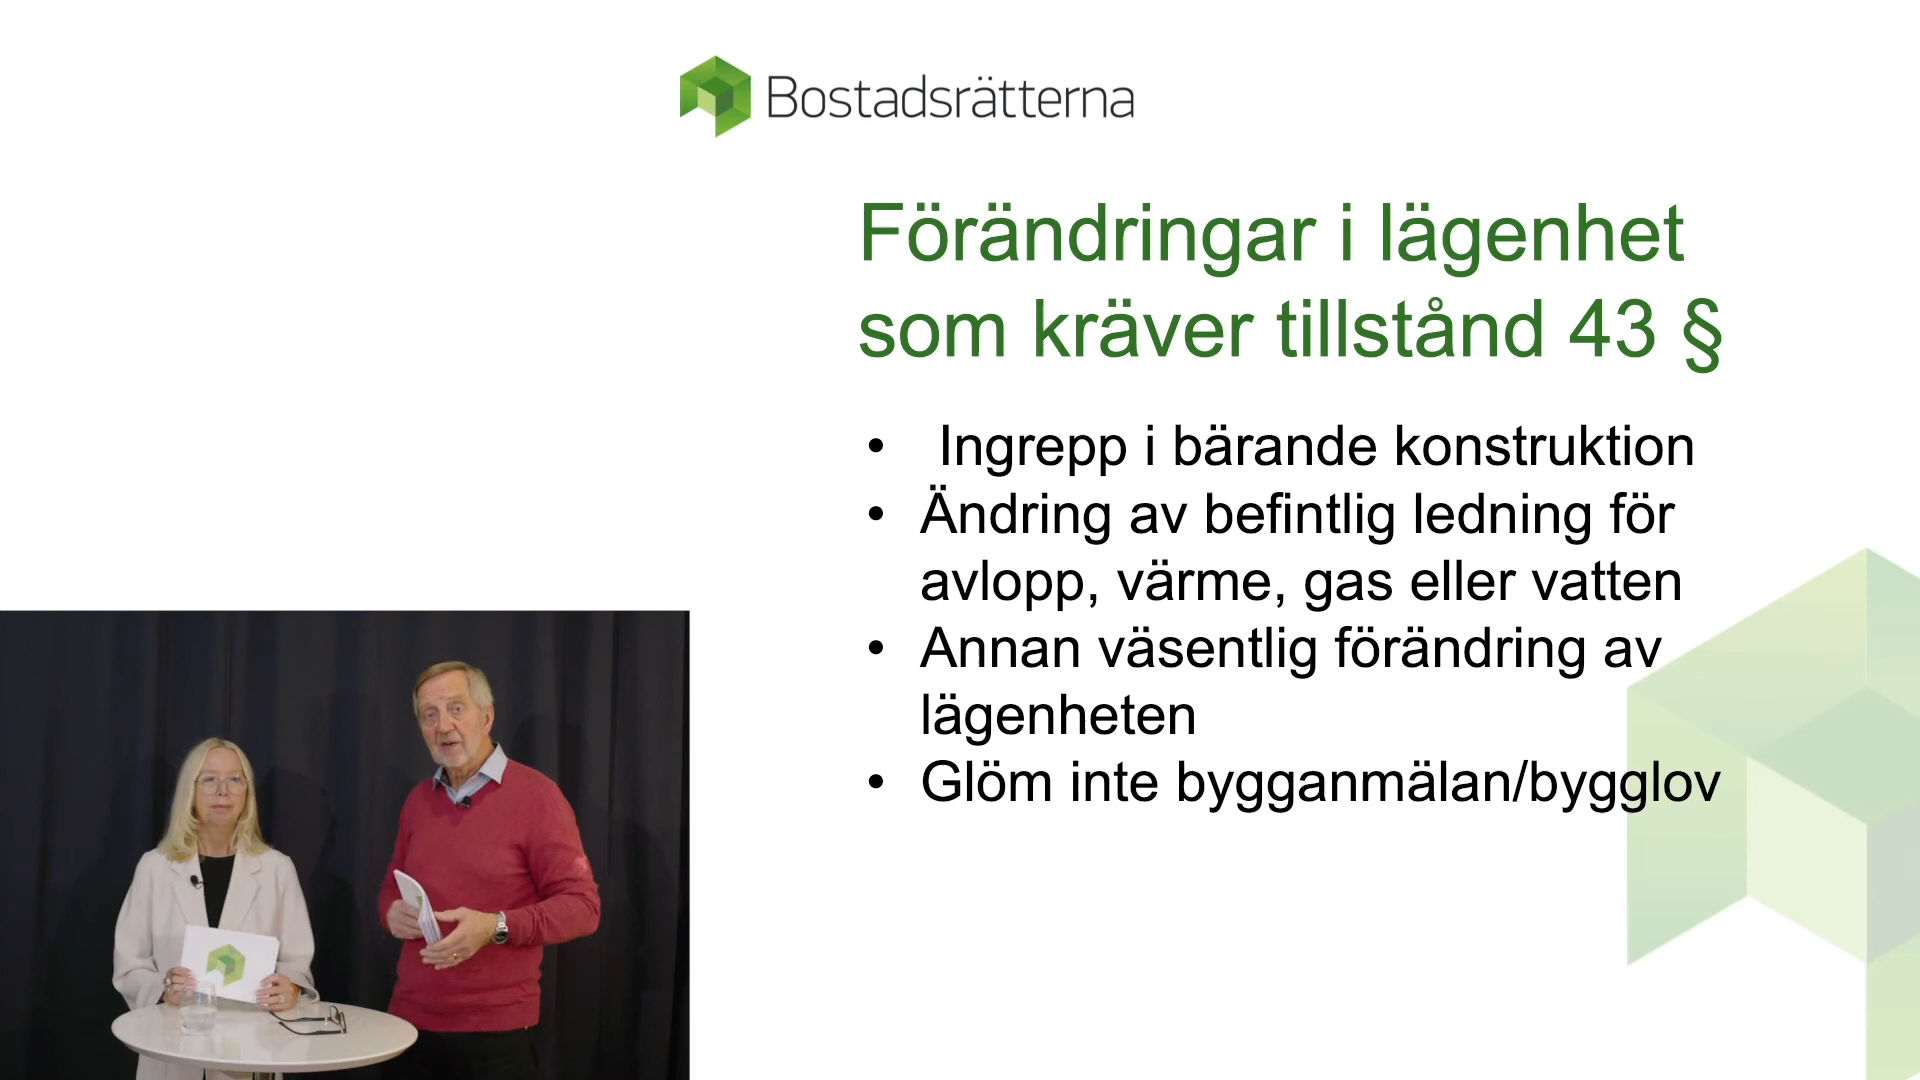 Bostadsrätterna
Förändringar i lägenhet
som kräver tillstånd 43 §
• Ingrepp i bärande konstruktion
• Ändring av befintlig ledning för
avlopp, värme, gas eller vatten
• Annan väsentlig förändring av
lägenheten
• Glöm inte bygganmälan/bygglov